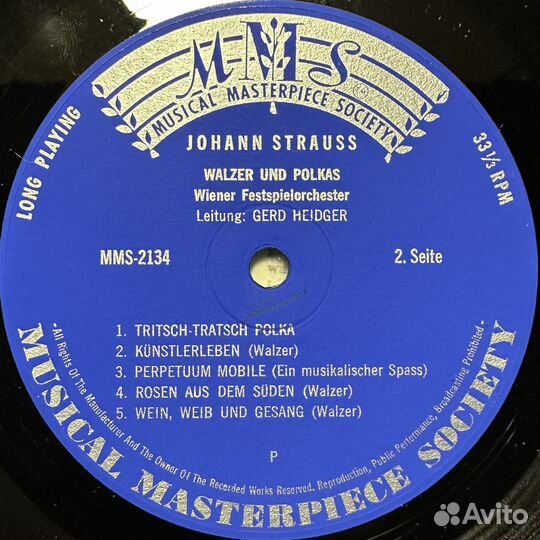 MMS
MUSICAL MASTERPIECE SOCIETY
LONG PLAYING
33 1/3 RPM
JOHANN STRAUSS
WALZER UND POLKAS
Wiener Festspielorchester
Leitung: GERD HEIDGER
MMS-2134
2. Seite
1. TRITSCH-TRATSCH POLKA
2. KÜNSTLERLEBEN (Walzer)
3. PERPETUUM MOBILE (Ein musikalischer Spass)
4. ROSEN AUS DEM SÜDEN (Walzer)
5. WEIN, WEIB UND GESANG (Walzer)
P
- All Rights Of The Manufacturer And The Owner Of The Recorded Works Reserved. Reproduction, Public Performance, Broadcasting Prohibited -
MUSICAL MASTERPIECE SOCIETY
Avito